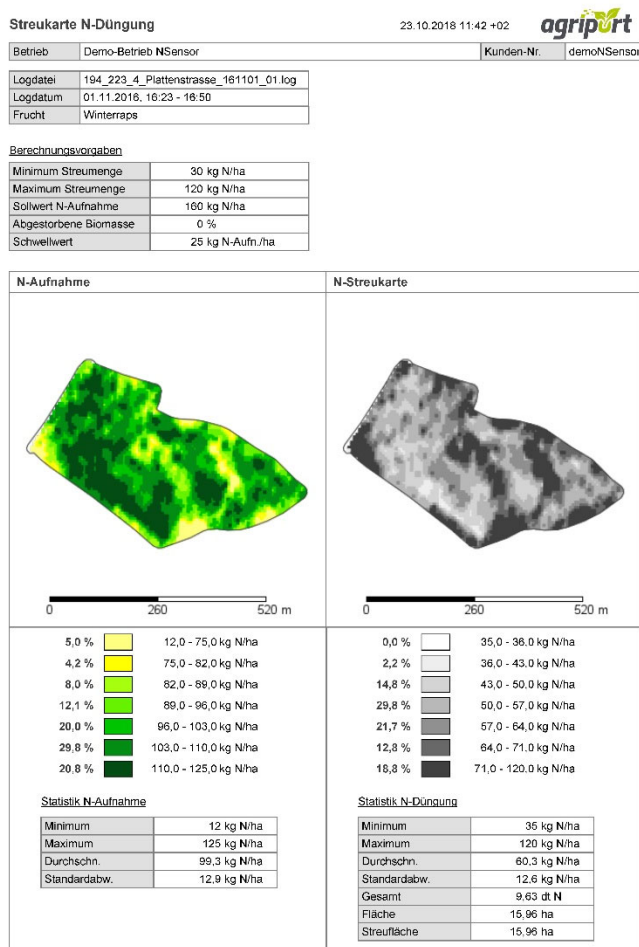 Streukarte N-Düngung 23.10.2018 11:42 +02 agriport
Betrieb Demo-Betrieb NSensor Kunden-Nr. demoNSensor
Logdatei 194_223_4_Plattenstrasse_161101_01.log
Logdatum 01.11.2016, 16:23 - 16:50
Frucht Winterraps
Berechnungsvorgaben
Minimum Streumenge 30 kg N/ha
Maximum Streumenge 120 kg N/ha
Sollwert N-Aufnahme 160 kg N/ha
Abgestorbene Biomasse 0 %
Schwellwert 25 kg N-Aufn./ha
N-Aufnahme N-Streukarte
0 260 520 m 0 260 520 m
5,0 % 12,0 - 75,0 kg N/ha 0,0 % 35,0 - 36,0 kg N/ha
4,2 % 75,0 - 82,0 kg N/ha 2,2 % 36,0 - 43,0 kg N/ha
8,0 % 82,0 - 89,0 kg N/ha 14,8 % 43,0 - 50,0 kg N/ha
12,1 % 89,0 - 96,0 kg N/ha 29,8 % 50,0 - 57,0 kg N/ha
20,0 % 96,0 - 103,0 kg N/ha 21,7 % 57,0 - 64,0 kg N/ha
29,8 % 103,0 - 110,0 kg N/ha 12,8 % 64,0 - 71,0 kg N/ha
20,8 % 110,0 - 125,0 kg N/ha 18,8 % 71,0 - 120,0 kg N/ha
Statistik N-Aufnahme Statistik N-Düngung
Minimum 12 kg N/ha Minimum 35 kg N/ha
Maximum 125 kg N/ha Maximum 120 kg N/ha
Durchschn. 99,3 kg N/ha Durchschn. 60,3 kg N/ha
Standardabw. 12,9 kg N/ha Standardabw. 12,6 kg N/ha
Gesamt 9,63 dt N
Fläche 15,96 ha
Streufläche 15,96 ha